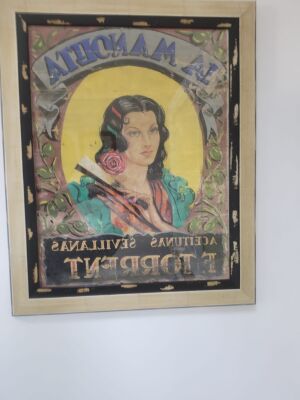 LA MANOLITA
ACEITUNAS SEVILLANAS
F. TORRENT